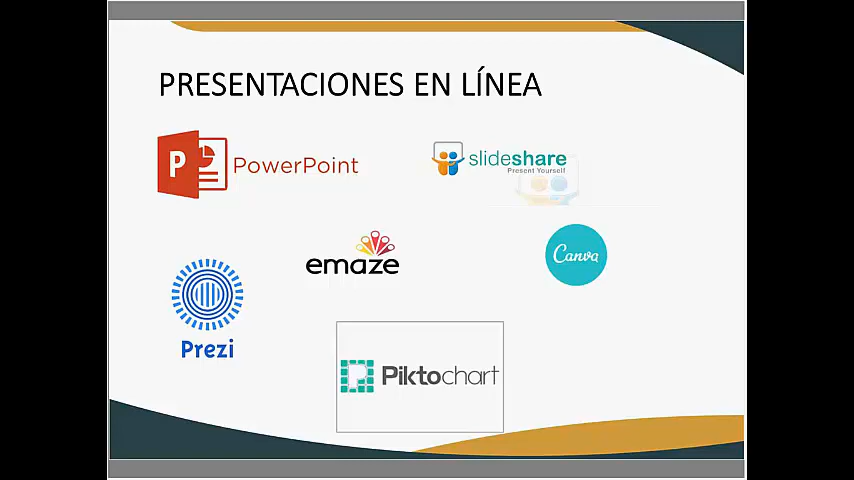 PRESENTACIONES EN LÍNEA
P PowerPoint
slideshare
Present Yourself
emaze
Canva
Prezi
Piktochart